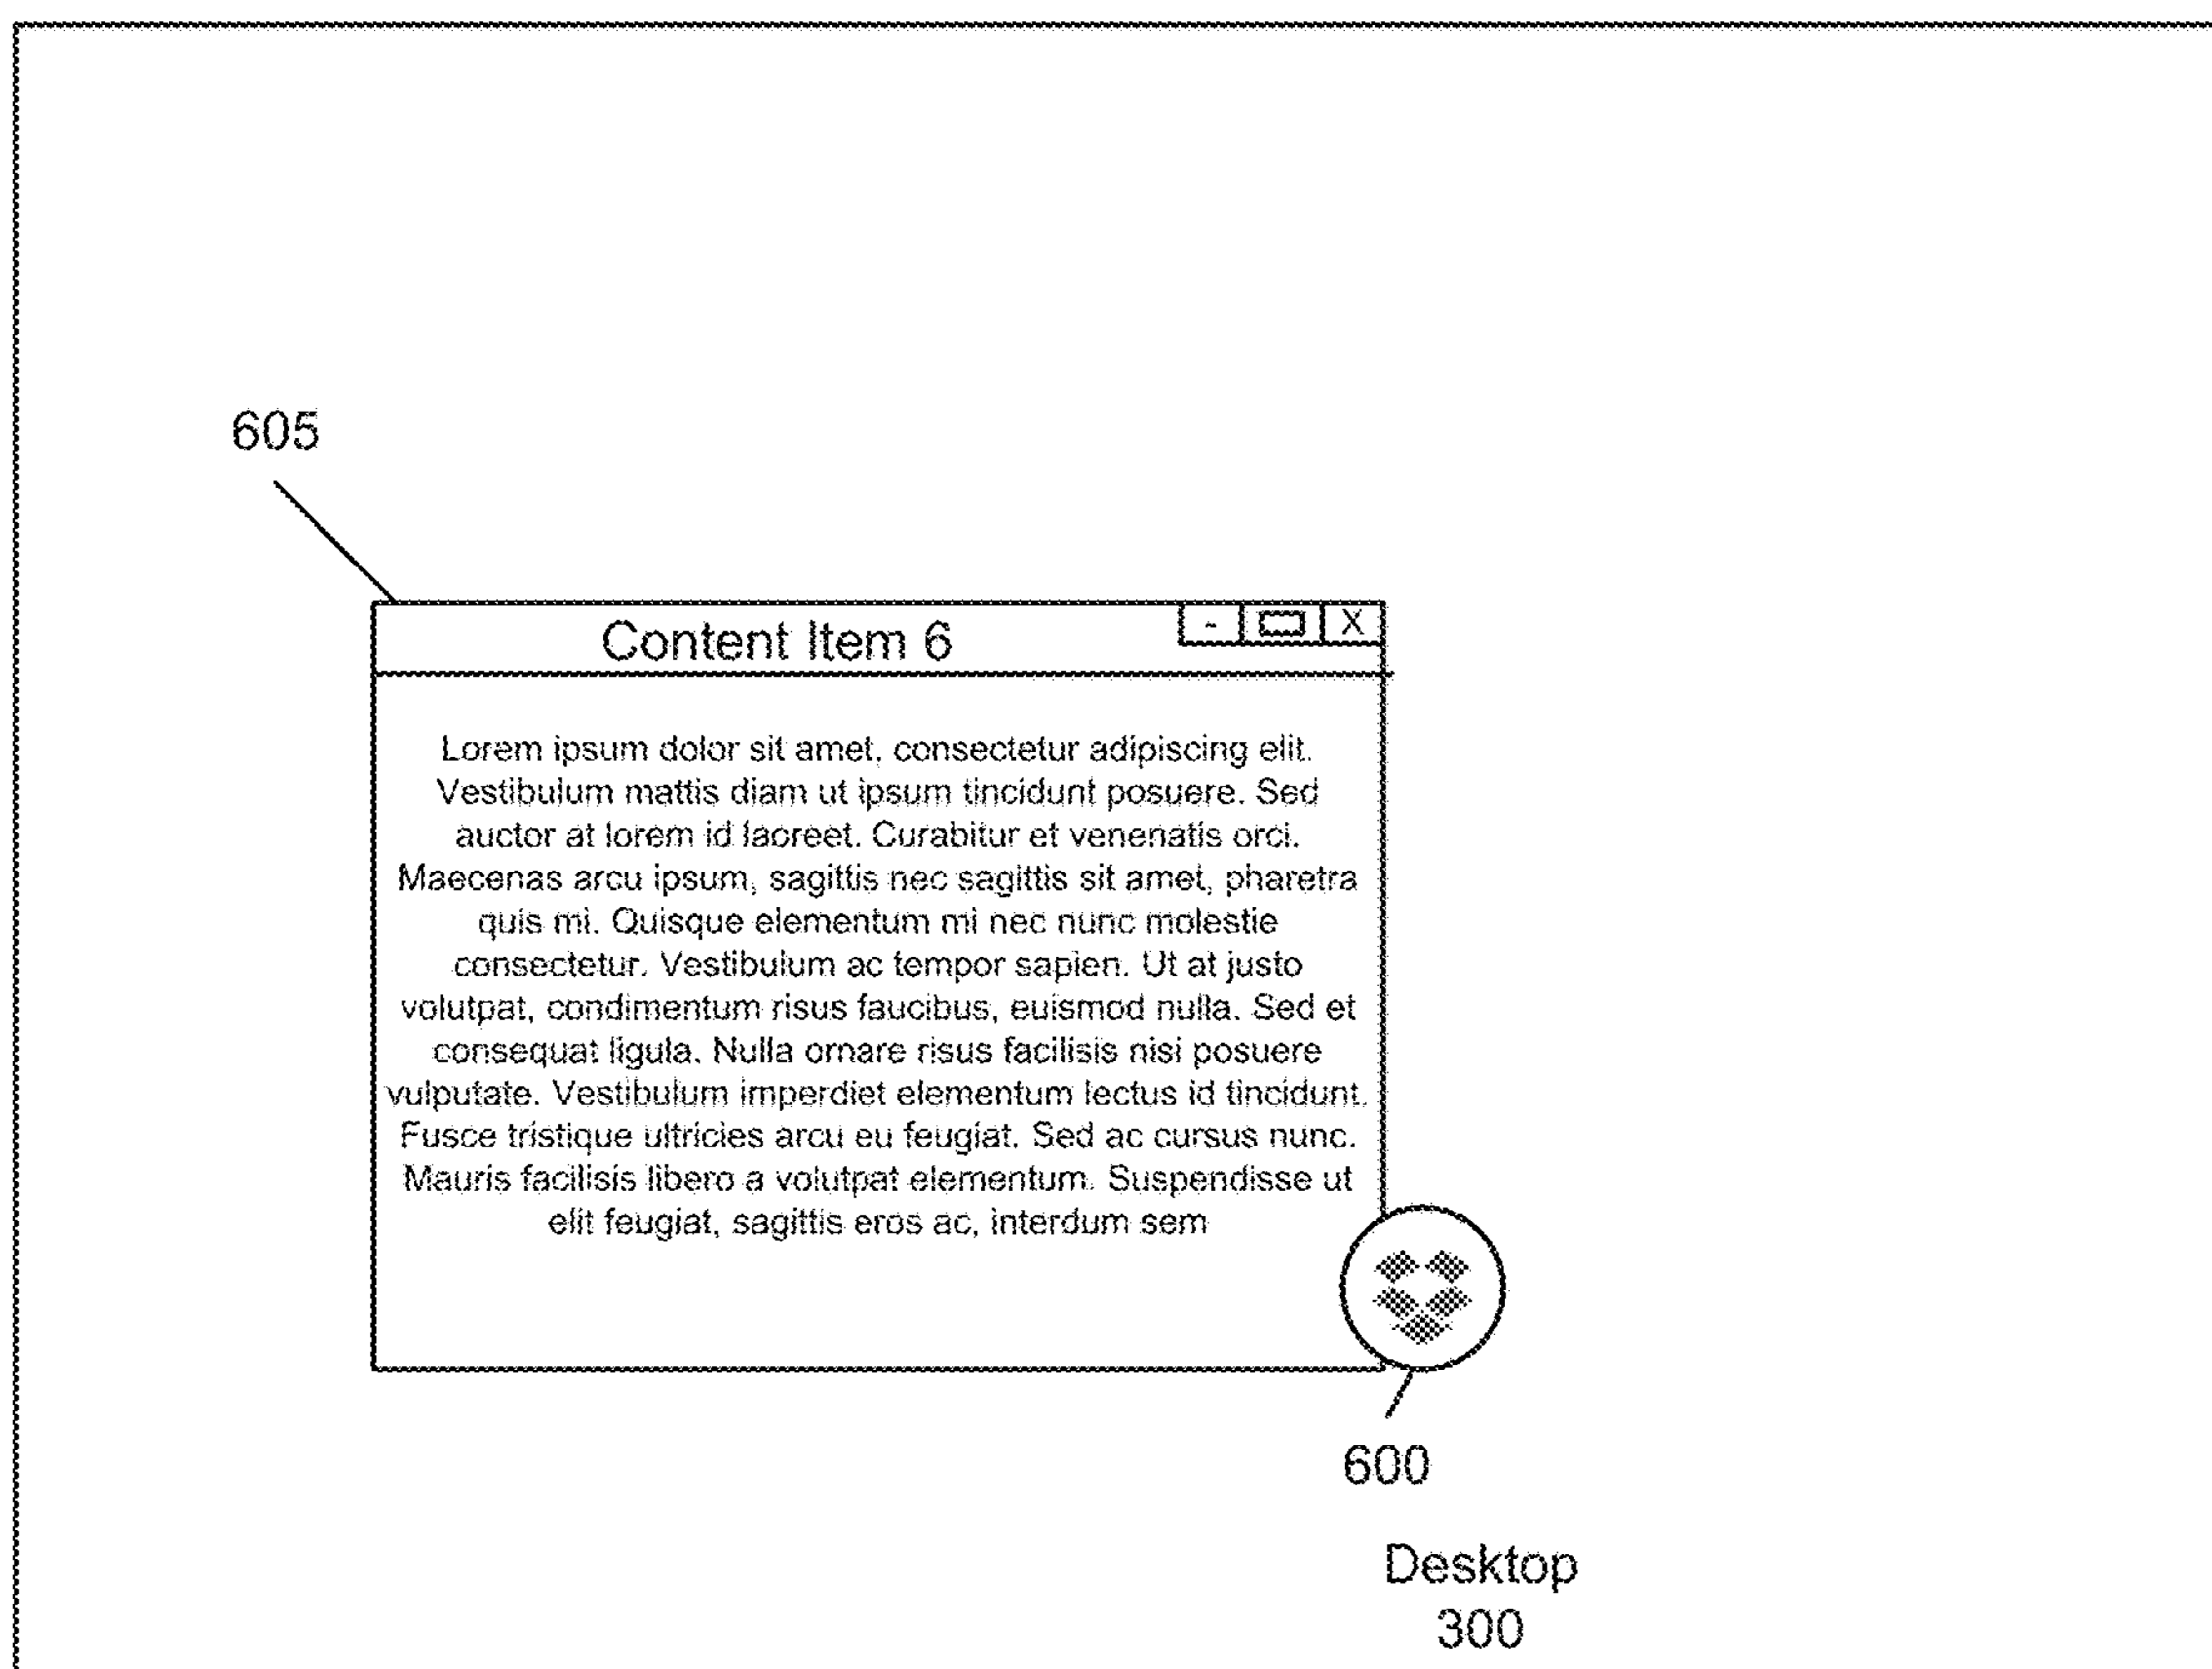 605
Content Item 6
- X
Lorem ipsum dolor sit amet, consectetur adipiscing elit.
Vestibulum mattis diam ut ipsum tincidunt posuere. Sed
auctor at lorem id laoreet. Curabitur et venenatis orci.
Maecenas arcu ipsum, sagittis nec sagittis sit amet, pharetra
quis mi. Quisque elementum mi nec nunc molestie
consectetur. Vestibulum ac tempor sapien. Ut at justo
volutpat, condimentum risus faucibus, euismod nulla. Sed et
consequat ligula. Nulla ornare risus facilisis nisi posuere
vulputate. Vestibulum imperdiet elementum lectus id tincidunt.
Fusce tristique ultricies arcu eu feugiat. Sed ac cursus nunc.
Mauris facilisis libero a volutpat elementum. Suspendisse ut
elit feugiat, sagittis eros ac, interdum sem
600
Desktop
300